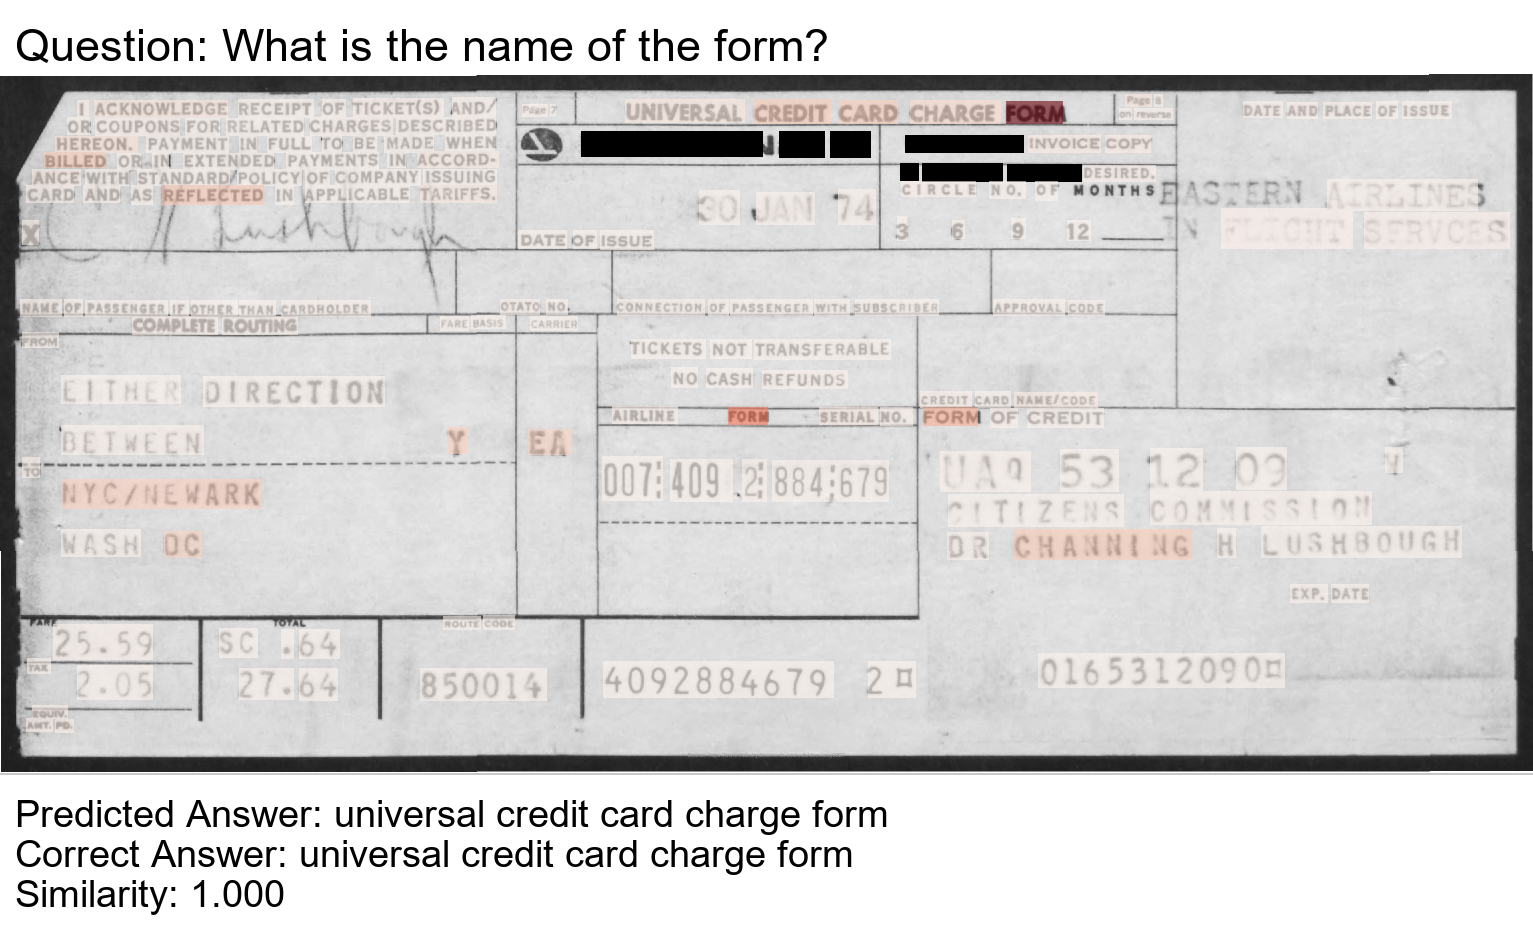 Question: What is the name of the form?
I ACKNOWLEDGE RECEIPT OF TICKET(S) AND/
OR COUPONS FOR RELATED CHARGES DESCRIBED
HEREON. PAYMENT IN FULL TO BE MADE WHEN
BILLED OR IN EXTENDED PAYMENTS IN ACCORD-
ANCE WITH STANDARD POLICY OF COMPANY ISSUING
CARD AND AS REFLECTED IN APPLICABLE TARIFFS.
X
Page 7
UNIVERSAL CREDIT CARD CHARGE FORM
Page 8
on reverse
DATE AND PLACE OF ISSUE
INVOICE COPY
DESIRED.
CIRCLE NO. OF MONTHS
3 6 9 12
30 JAN 74
DATE OF ISSUE
EASTERN AIRLINES
IN FLIGHT SERVCES
NAME OF PASSENGER IF OTHER THAN CARDHOLDER
OTATO NO.
CONNECTION OF PASSENGER WITH SUBSCRIBER
APPROVAL CODE
COMPLETE ROUTING
FARE BASIS
CARRIER
FROM
TICKETS NOT TRANSFERABLE
NO CASH REFUNDS
EITHER DIRECTION
CREDIT CARD NAME/CODE
AIRLINE FORM SERIAL NO.
FORM OF CREDIT
BETWEEN Y EA
TO
007 409 2 884 679
UA9 53 12 09
NYC/NEWARK
CITIZENS COMMISSION
WASH DC
DR CHANNING H LUSHBOUGH
EXP. DATE
FARE
25.59
TOTAL
SC .64
ROUTE CODE
TAX
2.05
27.64
850014
4092884679 2
0165312090
EQUIV.
AMT. PD.
Predicted Answer: universal credit card charge form
Correct Answer: universal credit card charge form
Similarity: 1.000